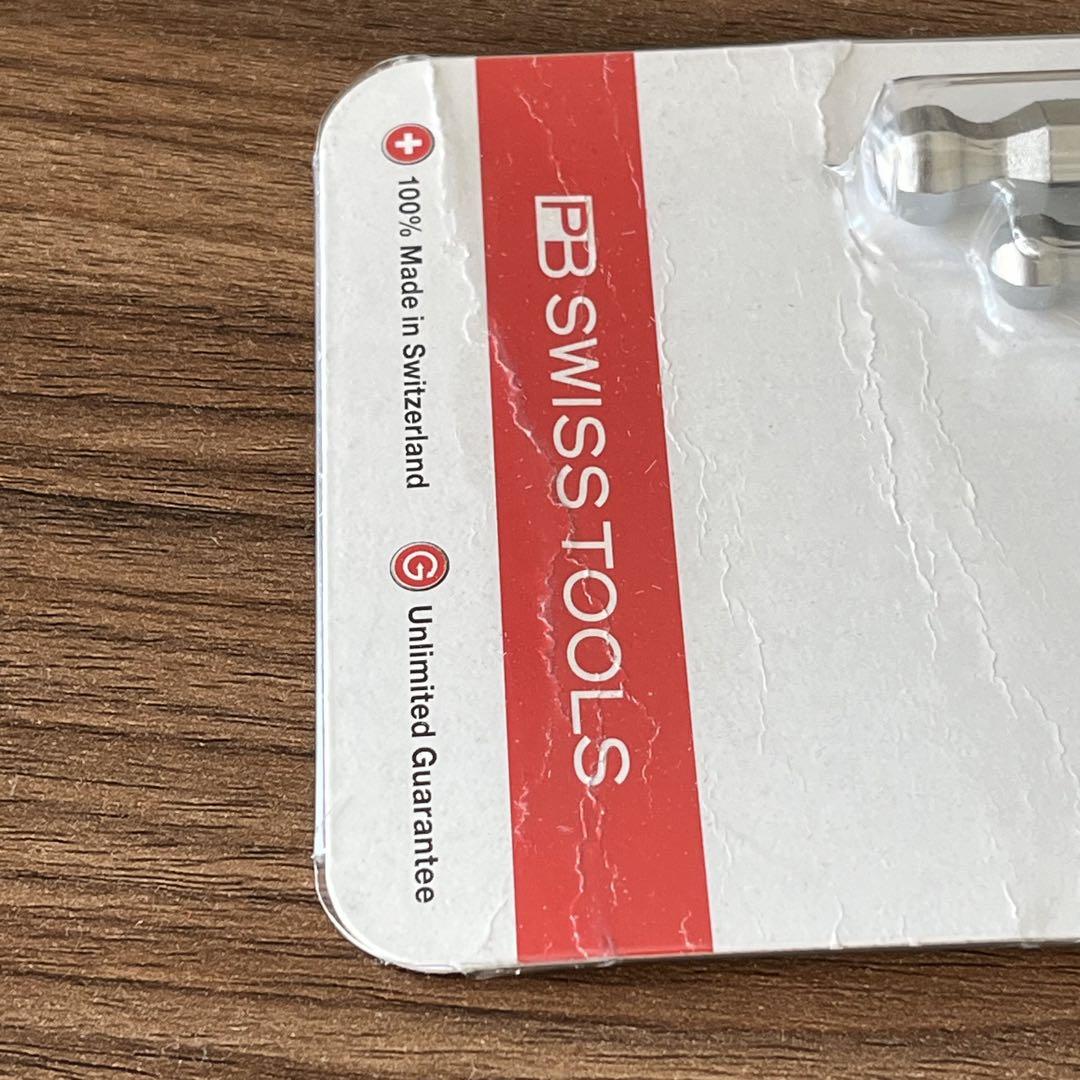 PB SWISS TOOLS
100% Made in Switzerland
G Unlimited Guarantee